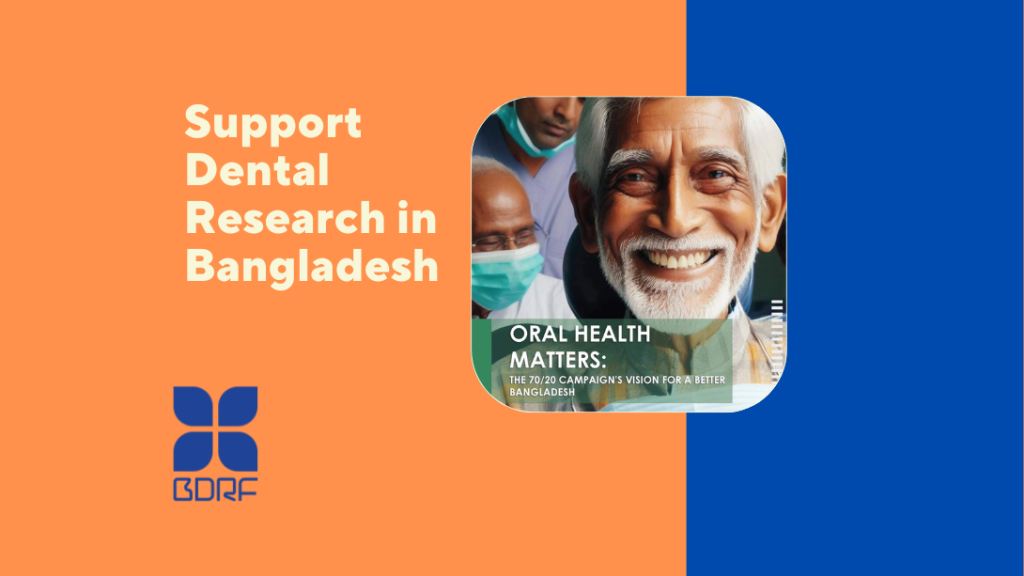 Support
Dental
Research in
Bangladesh
ORAL HEALTH
MATTERS:
THE 70/20 CAMPAIGN'S VISION FOR A BETTER
BANGLADESH
BDRF